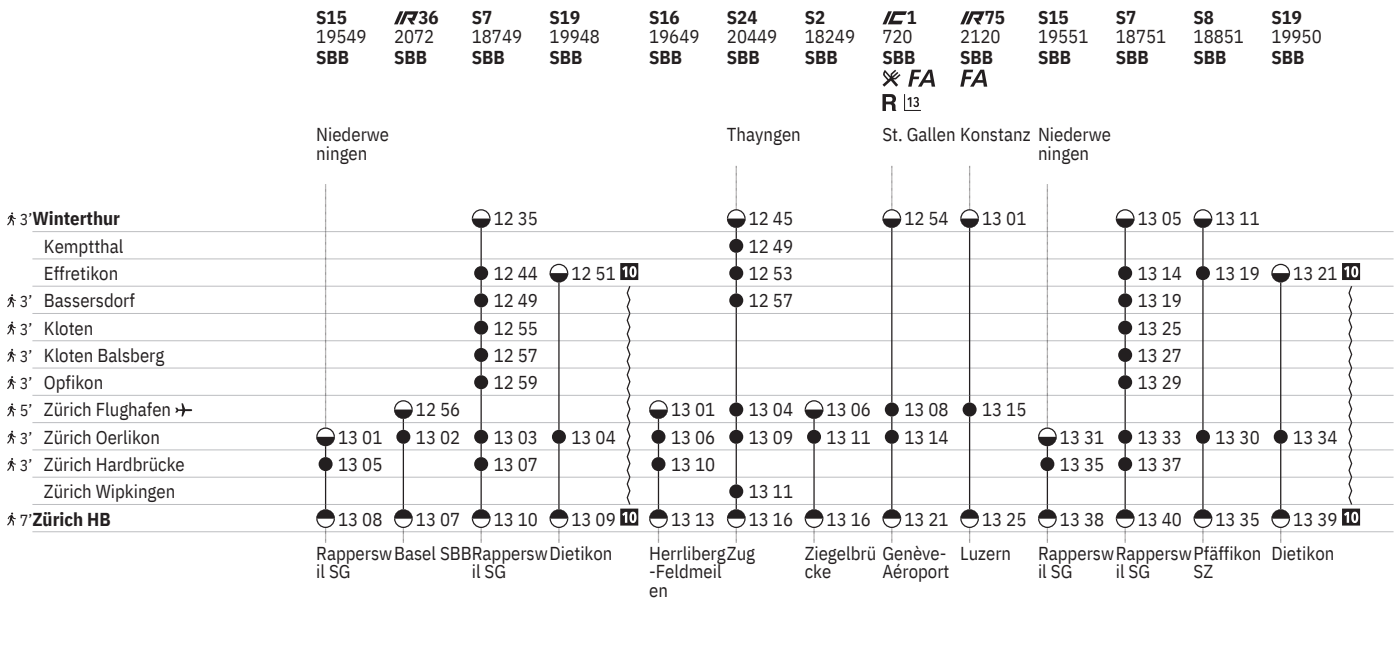 S15 IR36 S7 S19 S16 S24 S2 IC1 IR75 S15 S7 S8 S19
19549 2072 18749 19948 19649 20449 18249 720 2120 19551 18751 18851 19950
SBB SBB SBB SBB SBB SBB SBB SBB SBB SBB SBB SBB SBB
FA FA
R 13
Niederwe Thayngen St. Gallen Konstanz Niederwe
ningen ningen
3' Winterthur 12 35 12 45 12 54 13 01 13 05 13 11
Kemptthal 12 49
Effretikon 12 44 12 51 10 12 53 13 14 13 19 13 21 10
3' Bassersdorf 12 49 12 57 13 19
3' Kloten 12 55 13 25
3' Kloten Balsberg 12 57 13 27
3' Opfikon 12 59 13 29
5' Zürich Flughafen 12 56 13 01 13 04 13 06 13 08 13 15
3' Zürich Oerlikon 13 01 13 02 13 03 13 04 13 06 13 09 13 11 13 14 13 31 13 33 13 30 13 34
3' Zürich Hardbrücke 13 05 13 07 13 10 13 35 13 37
Zürich Wipkingen 13 11
7' Zürich HB 13 08 13 07 13 10 13 09 10 13 13 13 16 13 16 13 21 13 25 13 38 13 40 13 35 13 39 10
Rappersw Basel SBB Rappersw Dietikon Herrliberg Zug Ziegelbrü Genève- Luzern Rappersw Rappersw Pfäffikon Dietikon
il SG il SG -Feldmeil cke Aéroport il SG il SG SZ
en